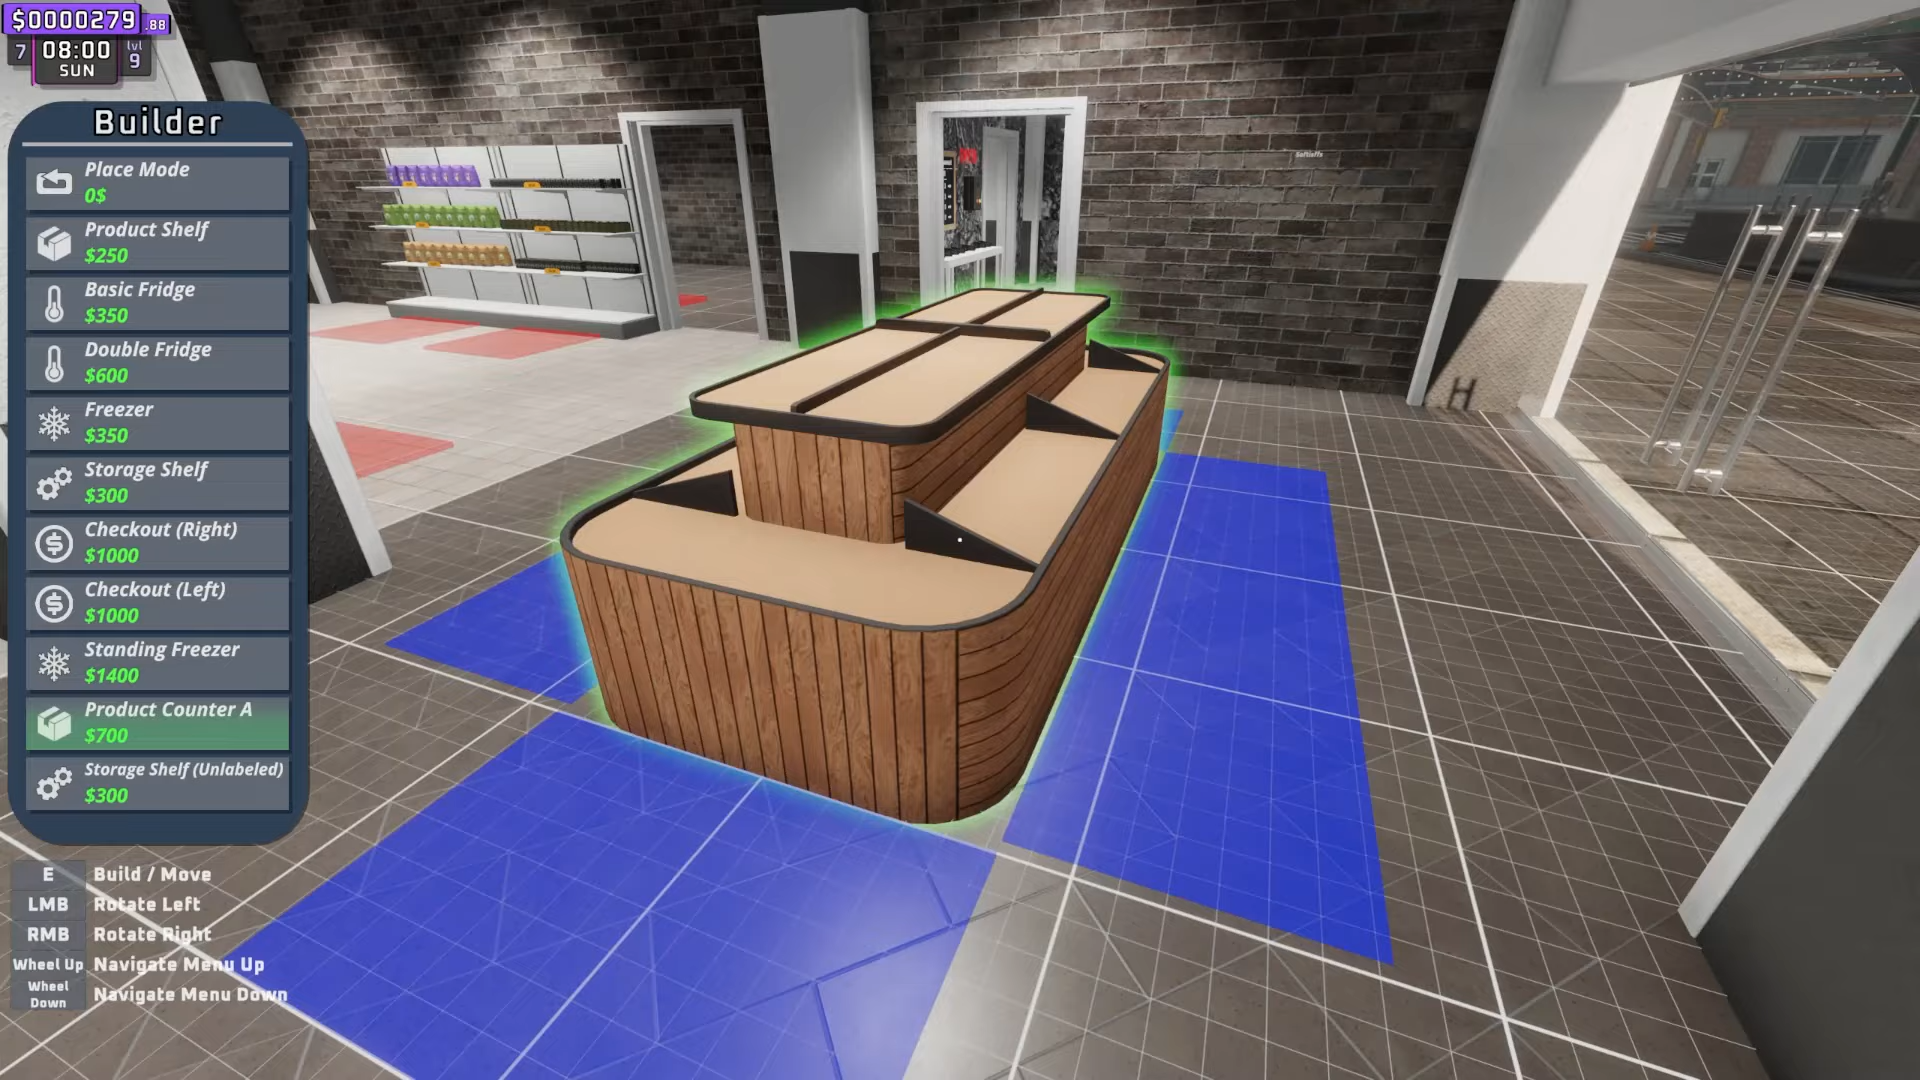 $0000279.88
7
08:00
SUN
lvl
9
Builder
Place Mode
0$
Product Shelf
$250
Basic Fridge
$350
Double Fridge
$600
Freezer
$350
Storage Shelf
$300
Checkout (Right)
$1000
Checkout (Left)
$1000
Standing Freezer
$1400
Product Counter A
$700
Storage Shelf (Unlabeled)
$300
E Build / Move
LMB Rotate Left
RMB Rotate Right
Wheel Up Navigate Menu Up
Wheel Down Navigate Menu Down